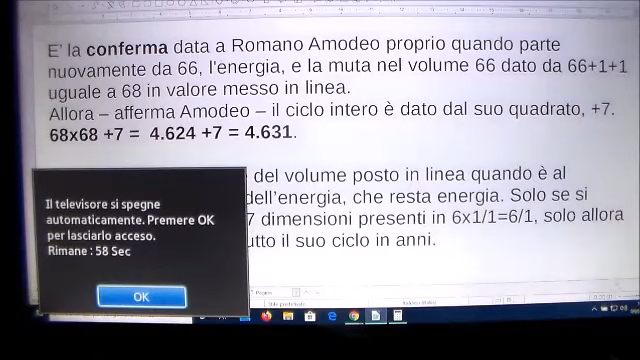 E' la conferma data a Romano Amodeo proprio quando parte
nuovamente da 66, l'energia, e la muta nel volume 66 dato da 66+1+1
uguale a 68 in valore messo in linea.
Allora – afferma Amodeo – il ciclo intero è dato dal suo quadrato, +7.
68x68 +7 = 4.624 +7 = 4.631.
del volume posto in linea quando è al
dell'energia, che resta energia. Solo se si
7 dimensioni presenti in 6x1/1=6/1, solo allora
utto il suo ciclo in anni.
Il televisore si spegne
automaticamente. Premere OK
per lasciarlo acceso.
Rimane : 58 Sec
OK